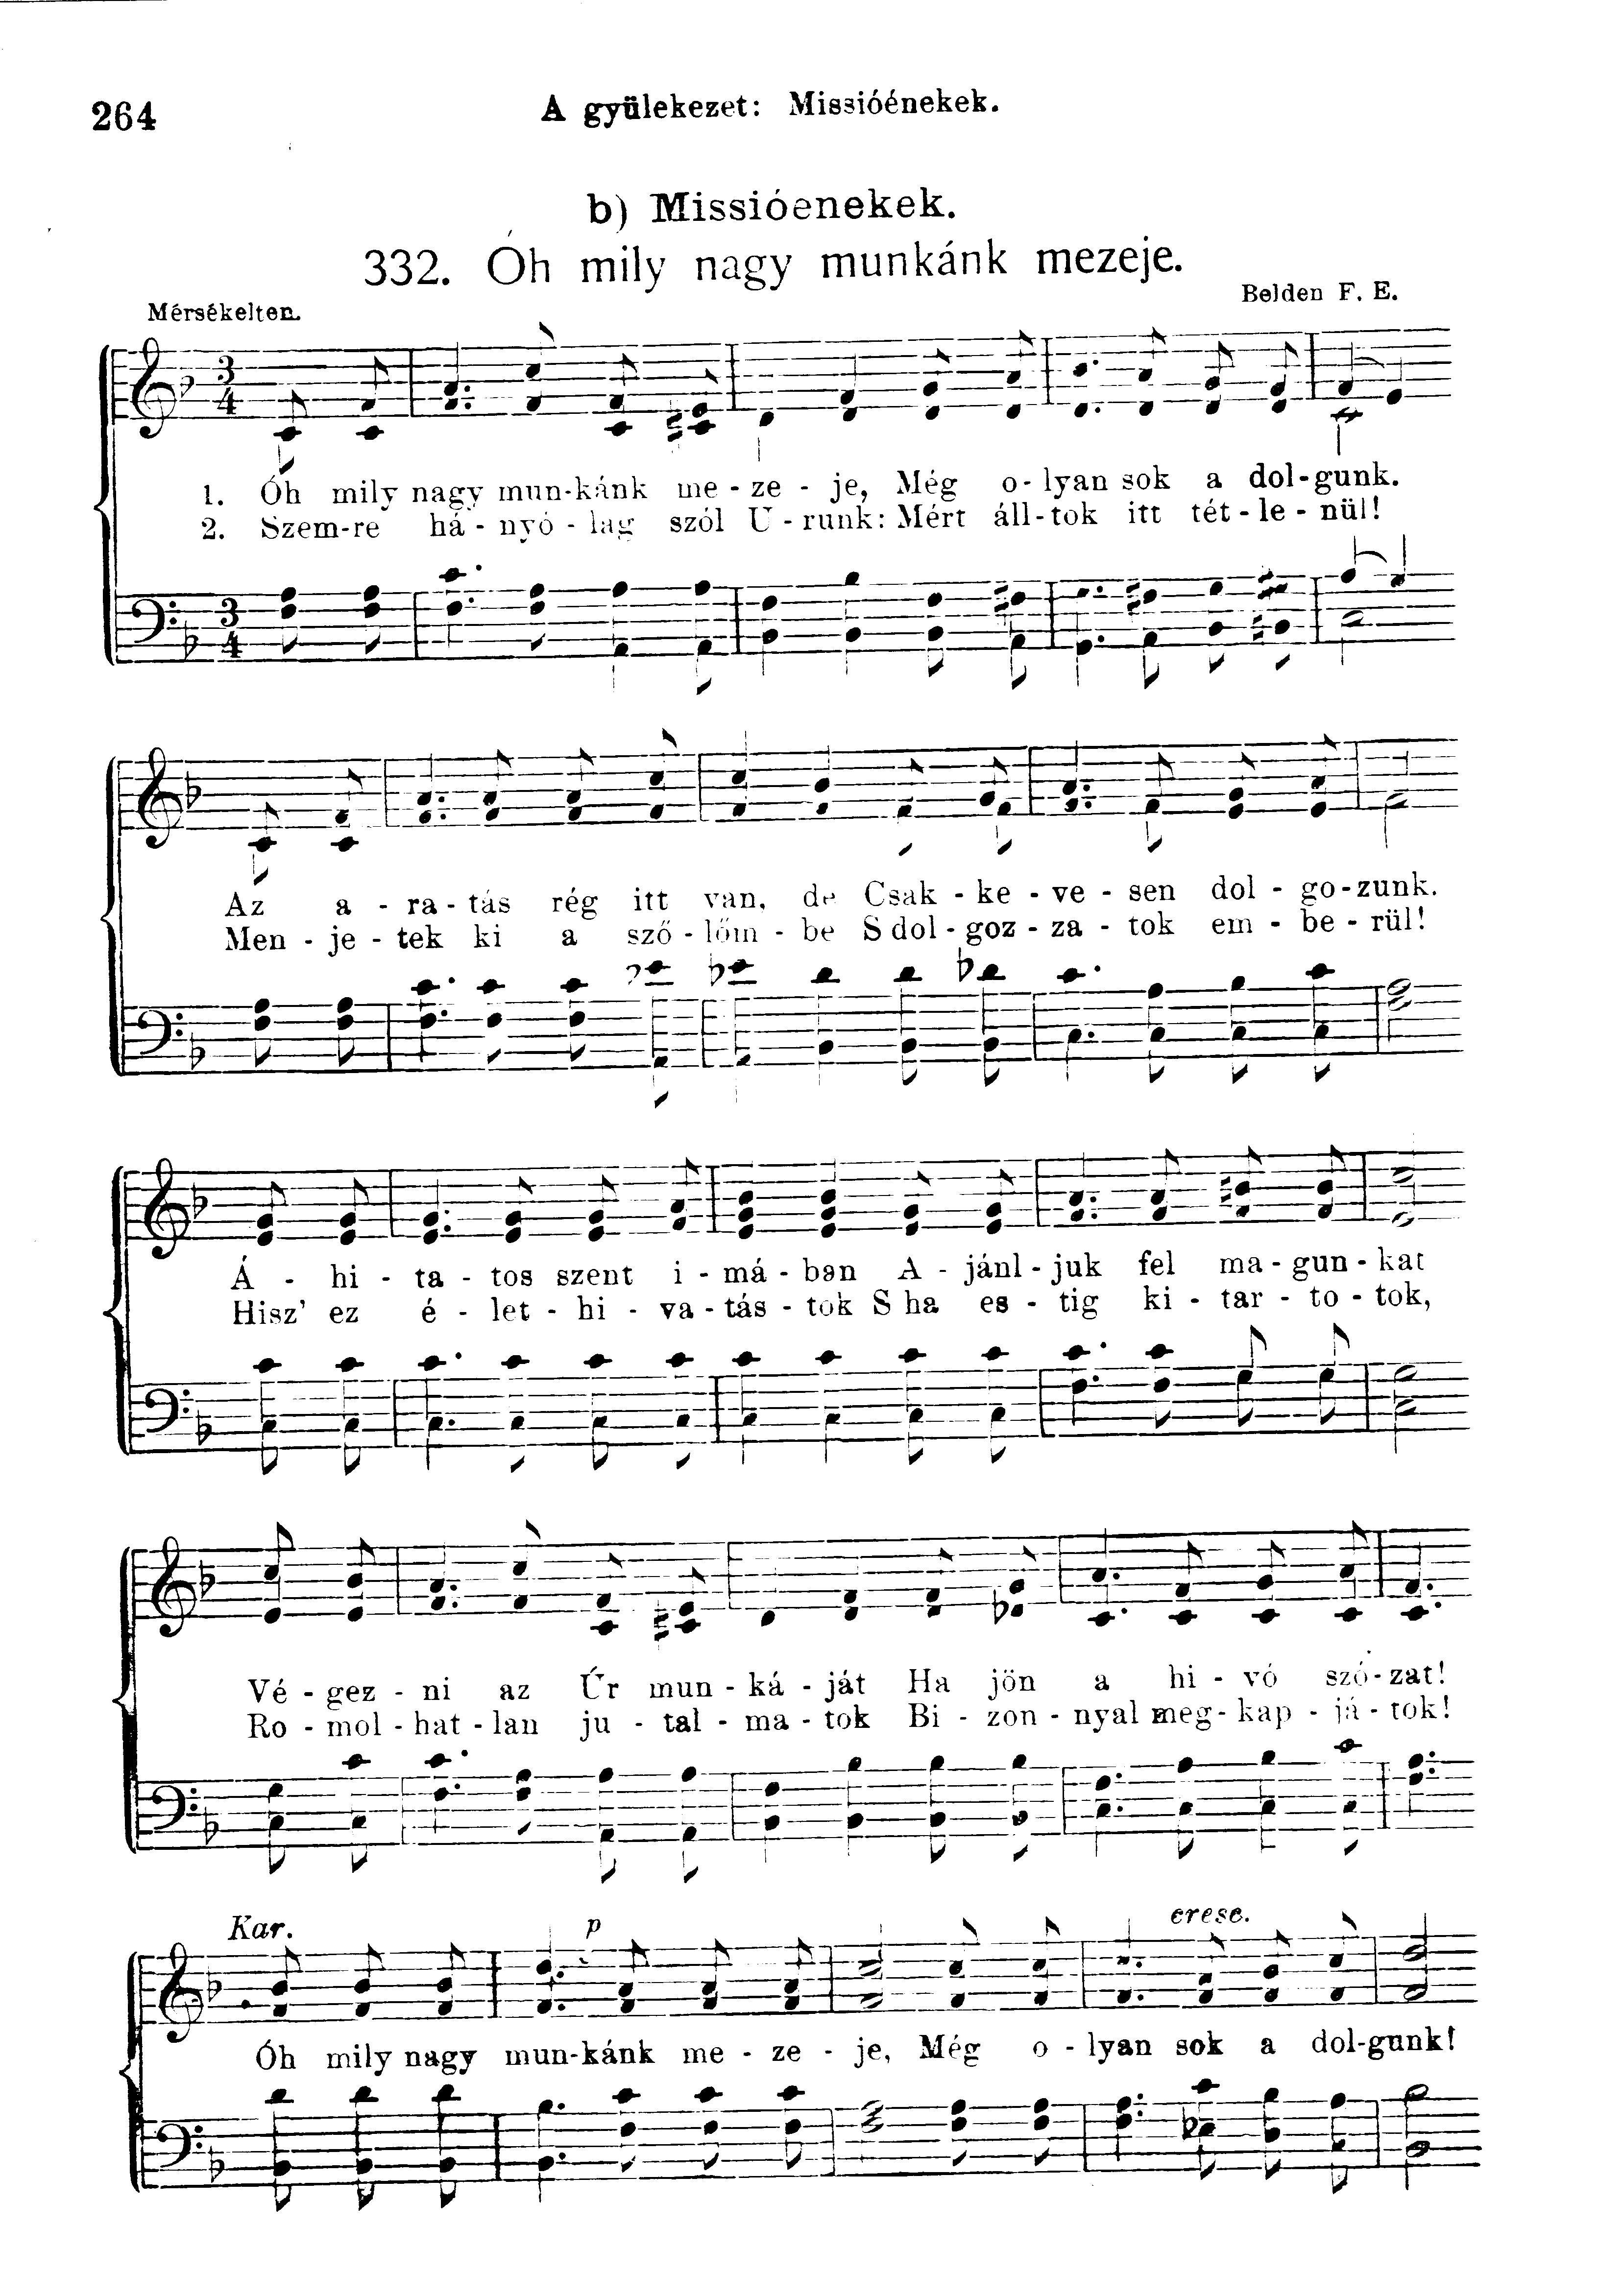 264
A gyülekezet: Missióénekek.
b) Missióenekek.
332. Óh mily nagy munkánk mezeje.
Mérsékelten.
Belden F. E.
1. Óh mily nagy mun-kánk me - ze - je, Még o - lyan sok a dol-gunk.
2. Szem-re há - nyó - lag szól U - runk: Mért áll-tok itt tét - le - nül!
Az a - ra - tás rég itt van, de Csak - ke - ve - sen dol - go-zunk.
Men - je - tek ki a sző - lőm - be S dol - goz - za - tok em - be - rül!
Á - hi - ta - tos szent i - má - ban A - jánl - juk fel ma - gun - kat
Hisz' ez é - let - hi - va - tás - tok S ha es - tig ki - tar - to - tok,
Vé - gez - ni az Úr mun - ká - ját Ha jön a hi - vó szó-zat!
Ro - mol - hat - lan ju - tal - ma - tok Bi - zon - nyal meg - kap - já - tok!
Kar.
p
cresc.
Óh mily nagy mun-kánk me - ze - je, Még o - lyan sok a dol-gunk!